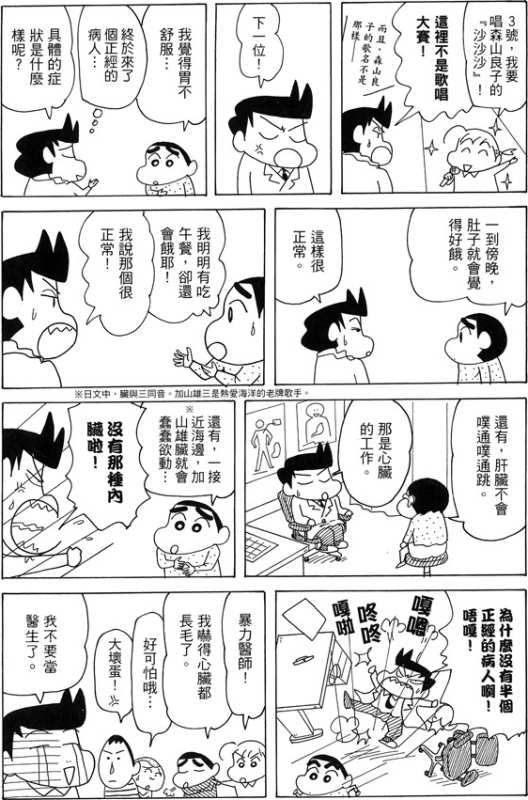 3號，我要
唱森山良子的
『沙沙沙』！
這裡不是歌唱
大賽！
而且，森山良
子的歌名不是
那樣…
下一位！
我覺得胃不
舒服…
終於來了
個正經的
病人…
具體的症
狀是什麼
樣呢？
一到傍晚，
肚子就會覺
得好餓。
這樣很
正常。
我明明有吃
午餐，卻還
會餓耶！
我說那個很
正常！
※日文中，臟與三同音。加山雄三是熱愛海洋的老牌歌手。
還有，肝臟不會
噗通噗通跳。
那是心臟
的工作。
還有，一接
近海邊，加
山雄臟就會
※
蠢蠢欲動…
沒有那種內
臟啦！
為什麼沒有半個
正經的病人啊！
唔嘎！
嘎嗯
咚咚
嘎啦
暴力醫師！
我嚇得心臟都
長毛了。
好可怕哦…
大壞蛋！
我不要當
醫生了。